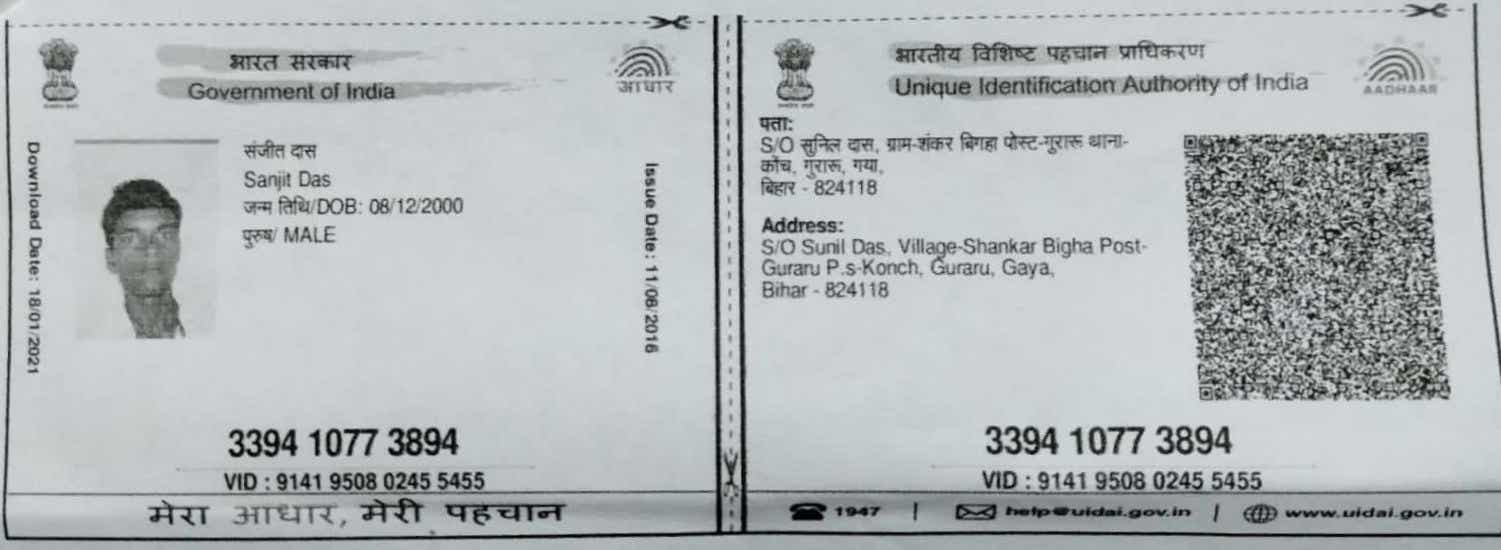 भारत सरकार
Government of India
आधार
Download Date: 18/01/2021
संजीत दास
Sanjit Das
जन्म तिथि/DOB: 08/12/2000
पुरुष/ MALE
Issue Date: 11/08/2016
3394 1077 3894
VID : 9141 9508 0245 5455
मेरा आधार, मेरी पहचान
भारतीय विशिष्ट पहचान प्राधिकरण
Unique Identification Authority of India
AADHAAR
पता:
S/O सुनिल दास, ग्राम-शंकर बिगहा पोस्ट-गुरारू थाना-
कोंच, गुरारू, गया,
बिहार - 824118
Address:
S/O Sunil Das, Village-Shankar Bigha Post-
Guraru P.s-Konch, Guraru, Gaya,
Bihar - 824118
3394 1077 3894
VID : 9141 9508 0245 5455
1947 | help@uidai.gov.in | www.uidai.gov.in